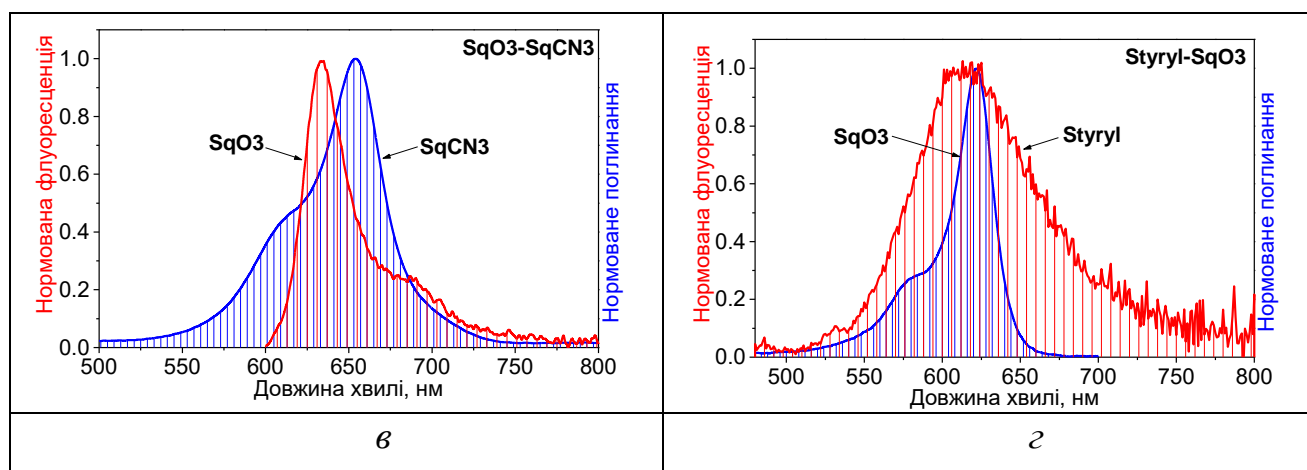 SqO3-SqCN3
Нормована флуоресценція
1.0
0.8
0.6
0.4
0.2
0.0
SqO3
SqCN3
Нормоване поглинання
500 550 600 650 700 750 800
Довжина хвилі, нм
в
Styryl-SqO3
Нормована флуоресценція
1.0
0.8
0.6
0.4
0.2
0.0
SqO3
Styryl
Нормоване поглинання
500 550 600 650 700 750 800
Довжина хвилі, нм
г